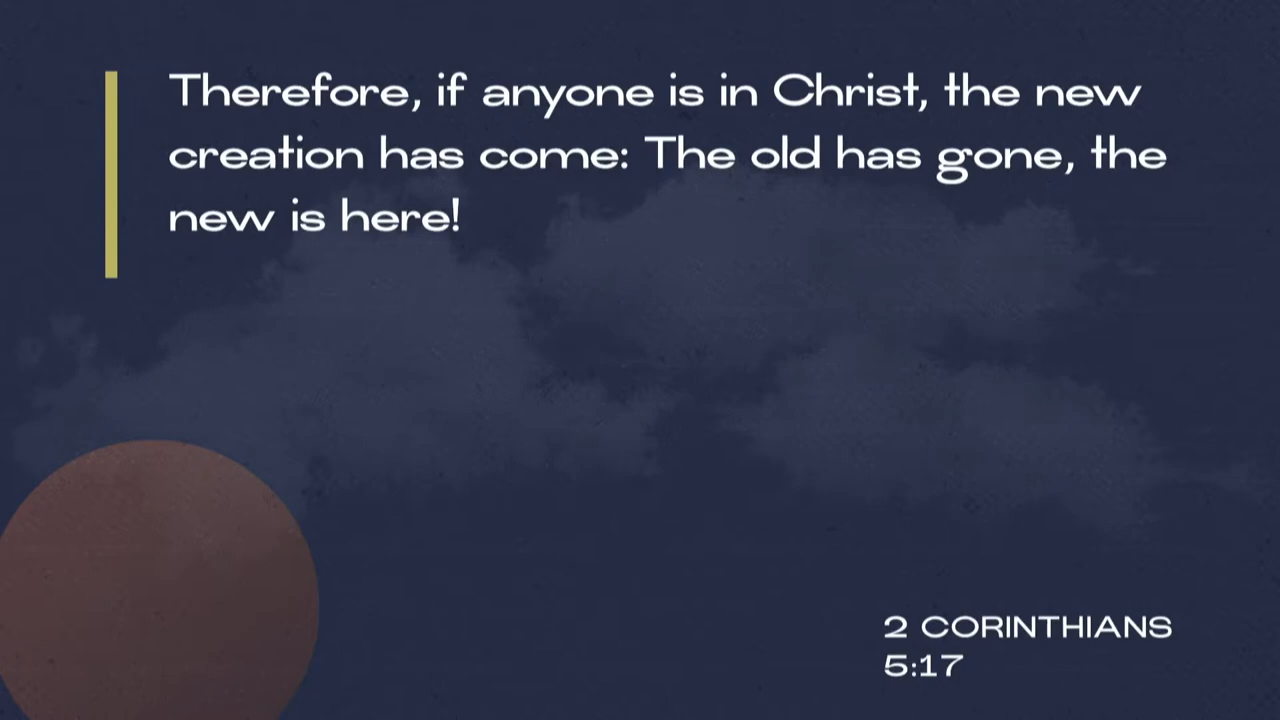 Therefore, if anyone is in Christ, the new
creation has come: The old has gone, the
new is here!
2 CORINTHIANS
5:17